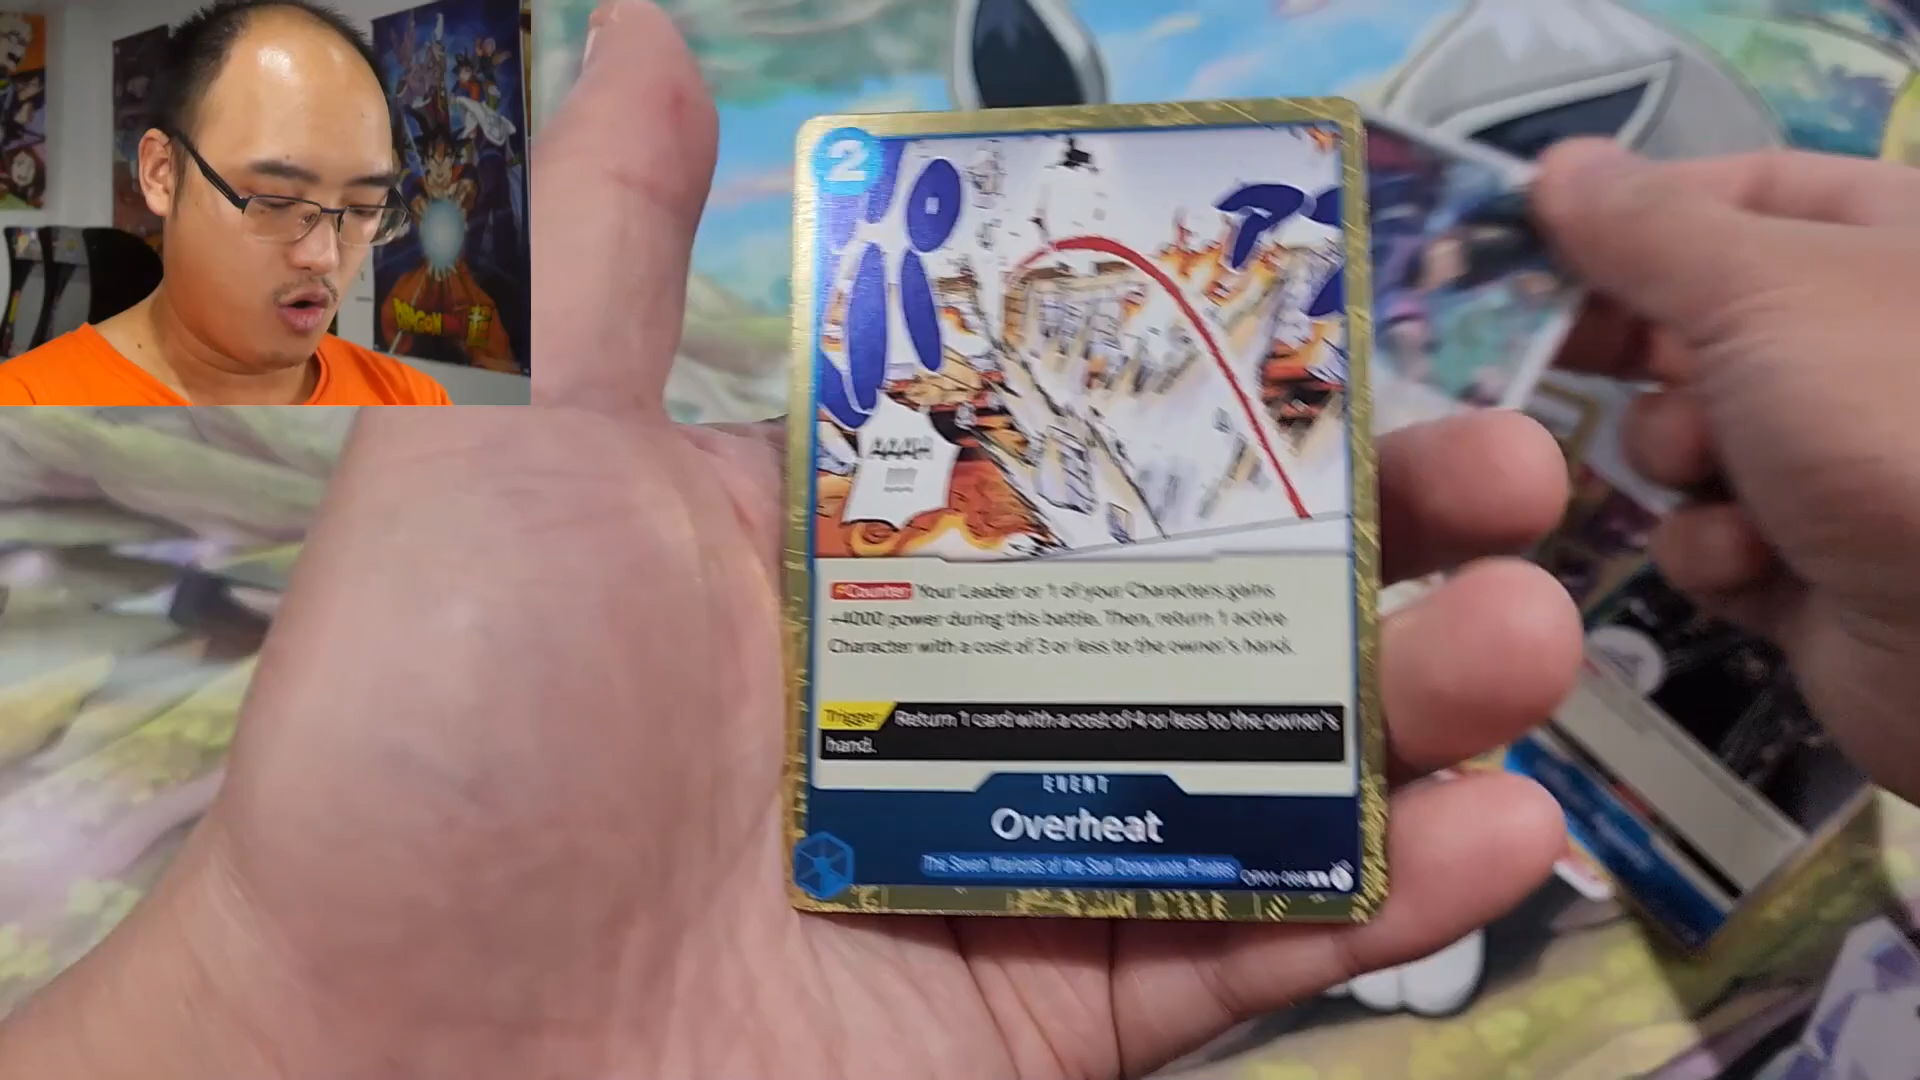 2
AAAH
Counter Your Leader or 1 of your Characters gains
+4000 power during this battle. Then, return 1 active
Character with a cost of 3 or less to the owner's hand.
Trigger Return 1 card with a cost of 4 or less to the owner's
hand.
EVENT
Overheat
The Seven Warlords of the Sea Donquixote Pirates
DRAGON